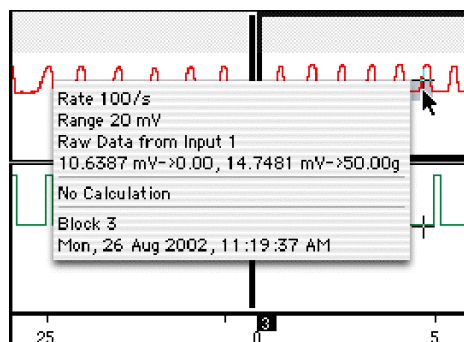 Rate 100/s
Range 20 mV
Raw Data from Input 1
10.6387 mV->0.00, 14.7481 mV->50.00g
No Calculation
Block 3
Mon, 26 Aug 2002, 11:19:37 AM
3
25 0 5